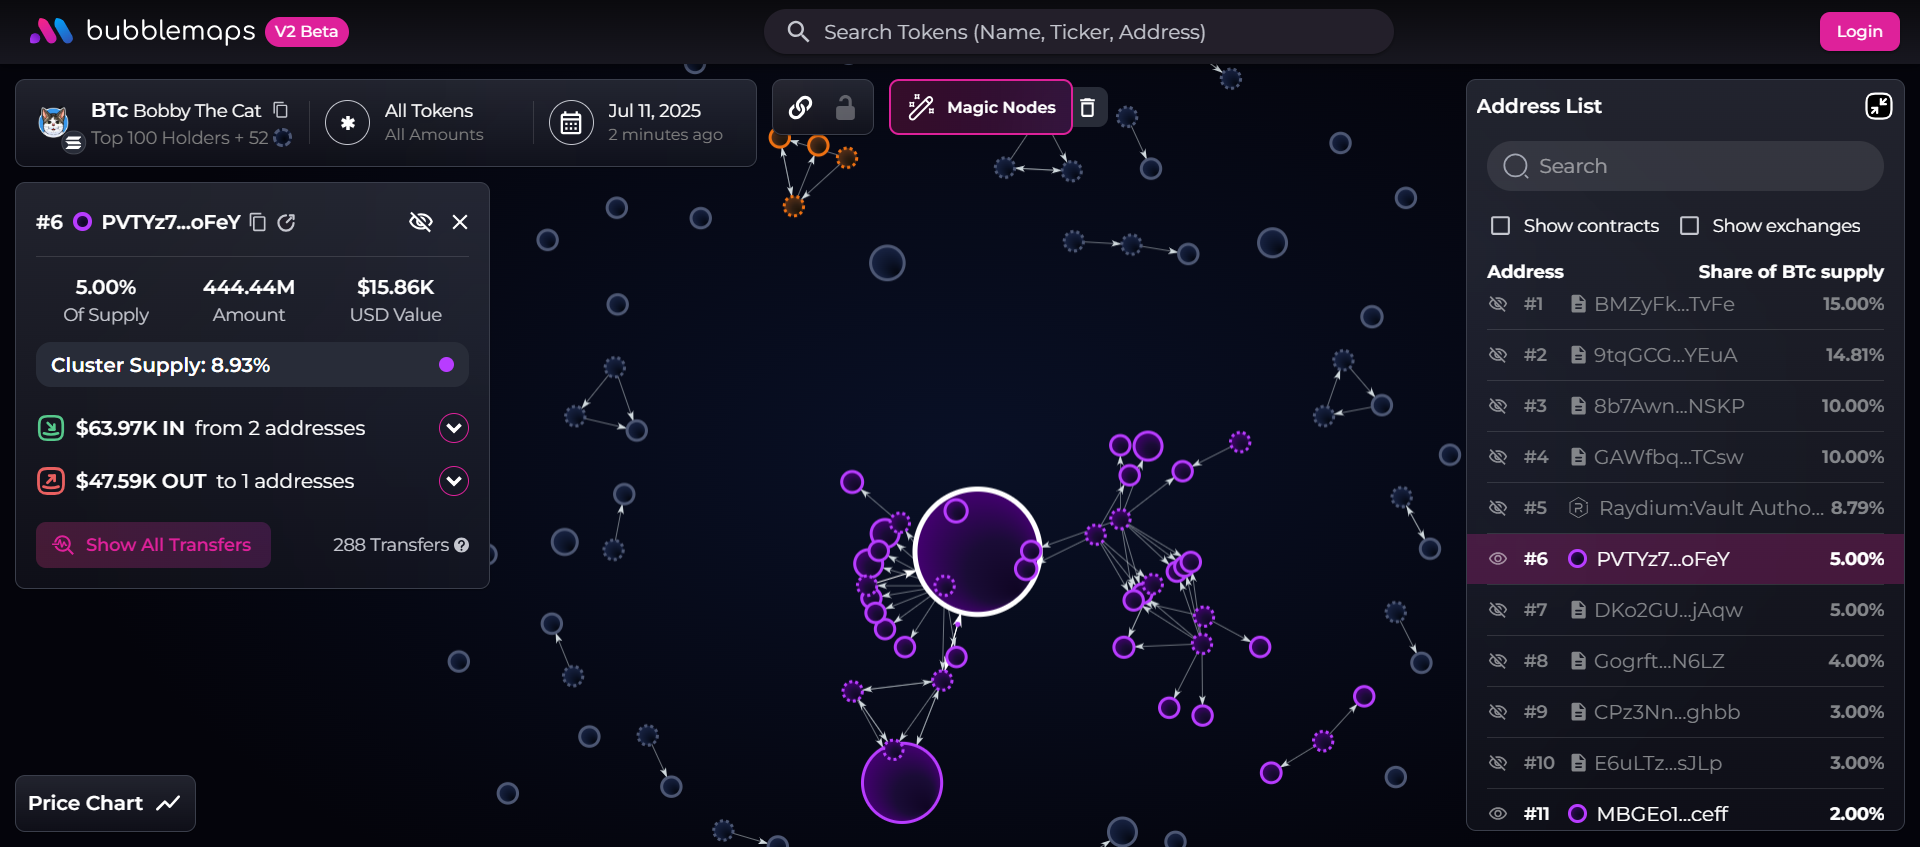 bubblemaps V2 Beta
Search Tokens (Name, Ticker, Address)
Login
BTc Bobby The Cat
Top 100 Holders + 52
All Tokens
All Amounts
Jul 11, 2025
2 minutes ago
Magic Nodes
#6 PVTYz7...oFeY
5.00% 444.44M $15.86K
Of Supply Amount USD Value
Cluster Supply: 8.93%
$63.97K IN from 2 addresses
$47.59K OUT to 1 addresses
Show All Transfers 288 Transfers
Price Chart
Address List
Search
Show contracts Show exchanges
Address Share of BTc supply
#1 BMZyFk...TvFe 15.00%
#2 9tqGCG...YEuA 14.81%
#3 8b7Awn...NSKP 10.00%
#4 GAWfbq...TCsw 10.00%
#5 Raydium:Vault Autho... 8.79%
#6 PVTYz7...oFeY 5.00%
#7 DKo2GU...jAqw 5.00%
#8 Gogrft...N6LZ 4.00%
#9 CPz3Nn...ghbb 3.00%
#10 E6uLTz...sJLp 3.00%
#11 MBGEo1...ceff 2.00%